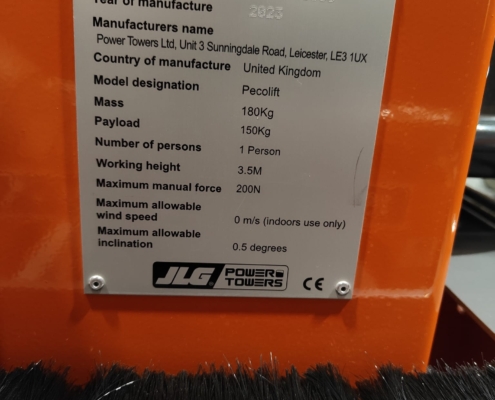 Year of manufacture 2023
Manufacturers name
Power Towers Ltd, Unit 3 Sunningdale Road, Leicester, LE3 1UX
Country of manufacture United Kingdom
Model designation Pecolift
Mass 180Kg
Payload 150Kg
Number of persons 1 Person
Working height 3.5M
Maximum manual force 200N
Maximum allowable
wind speed 0 m/s (indoors use only)
Maximum allowable
inclination 0.5 degrees
JLG POWER
TOWERS CE